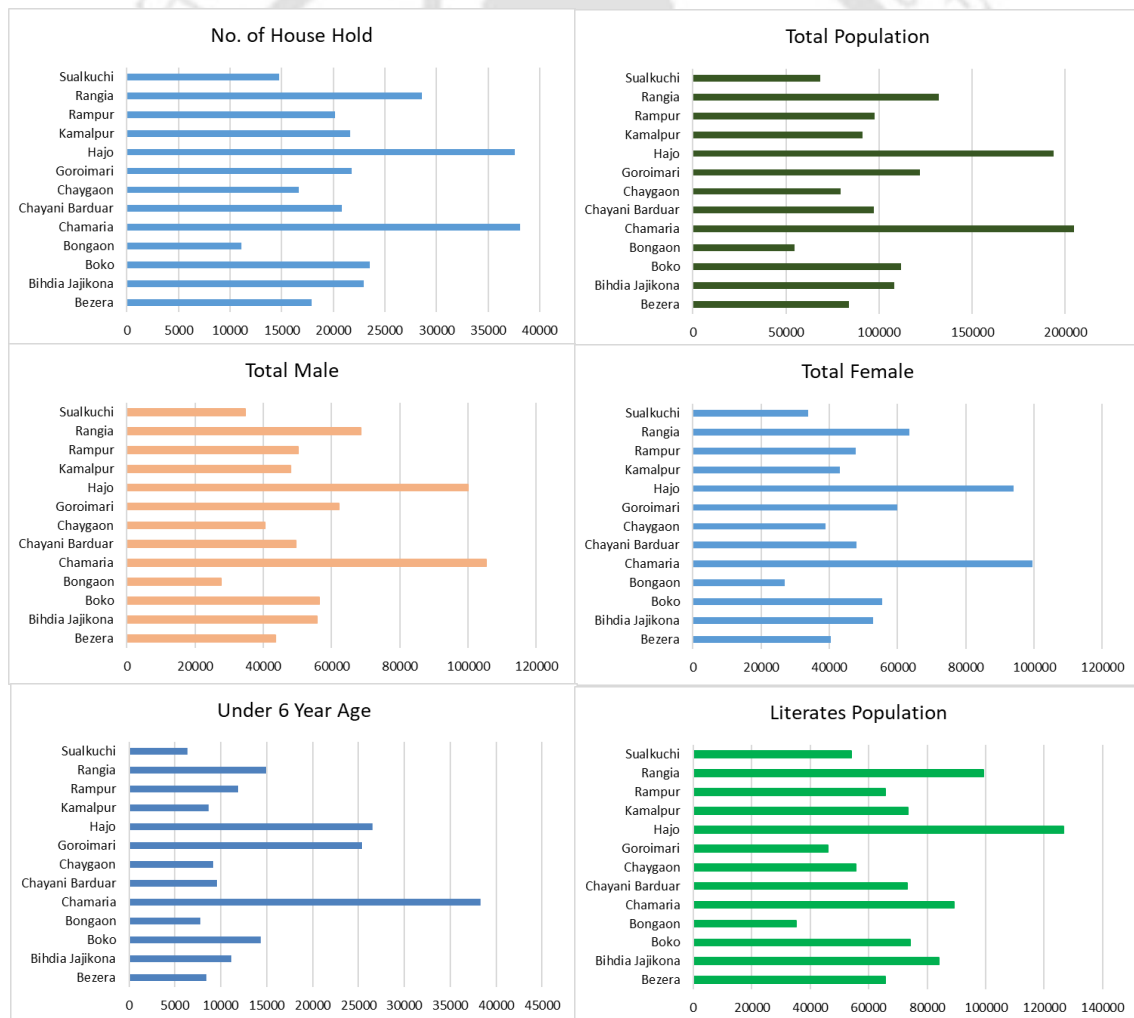 No. of House Hold
Sualkuchi
Rangia
Rampur
Kamalpur
Hajo
Goroimari
Chaygaon
Chayani Barduar
Chamaria
Bongaon
Boko
Bihdia Jajikona
Bezera
0 5000 10000 15000 20000 25000 30000 35000 40000
Total Population
Sualkuchi
Rangia
Rampur
Kamalpur
Hajo
Goroimari
Chaygaon
Chayani Barduar
Chamaria
Bongaon
Boko
Bihdia Jajikona
Bezera
0 50000 100000 150000 200000
Total Male
Sualkuchi
Rangia
Rampur
Kamalpur
Hajo
Goroimari
Chaygaon
Chayani Barduar
Chamaria
Bongaon
Boko
Bihdia Jajikona
Bezera
0 20000 40000 60000 80000 100000 120000
Total Female
Sualkuchi
Rangia
Rampur
Kamalpur
Hajo
Goroimari
Chaygaon
Chayani Barduar
Chamaria
Bongaon
Boko
Bihdia Jajikona
Bezera
0 20000 40000 60000 80000 100000 120000
Under 6 Year Age
Sualkuchi
Rangia
Rampur
Kamalpur
Hajo
Goroimari
Chaygaon
Chayani Barduar
Chamaria
Bongaon
Boko
Bihdia Jajikona
Bezera
0 5000 10000 15000 20000 25000 30000 35000 40000 45000
Literates Population
Sualkuchi
Rangia
Rampur
Kamalpur
Hajo
Goroimari
Chaygaon
Chayani Barduar
Chamaria
Bongaon
Boko
Bihdia Jajikona
Bezera
0 20000 40000 60000 80000 100000 120000 140000